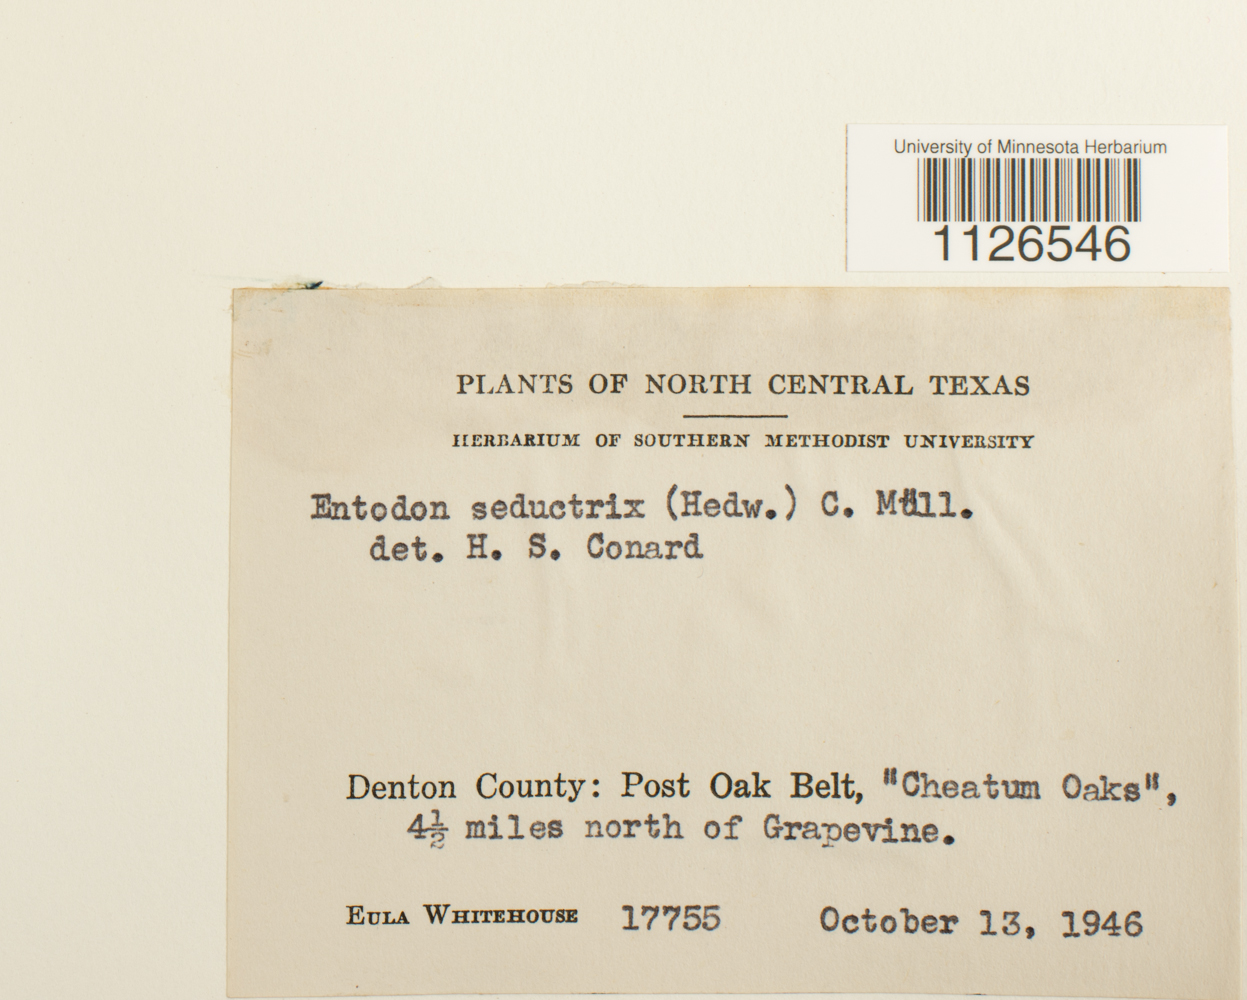 University of Minnesota Herbarium
1126546
PLANTS OF NORTH CENTRAL TEXAS
HERBARIUM OF SOUTHERN METHODIST UNIVERSITY
Entodon seductrix (Hedw.) C. Müll.
det. H. S. Conard
Denton County: Post Oak Belt, "Cheatum Oaks",
4½ miles north of Grapevine.
EULA WHITEHOUSE 17755 October 13, 1946